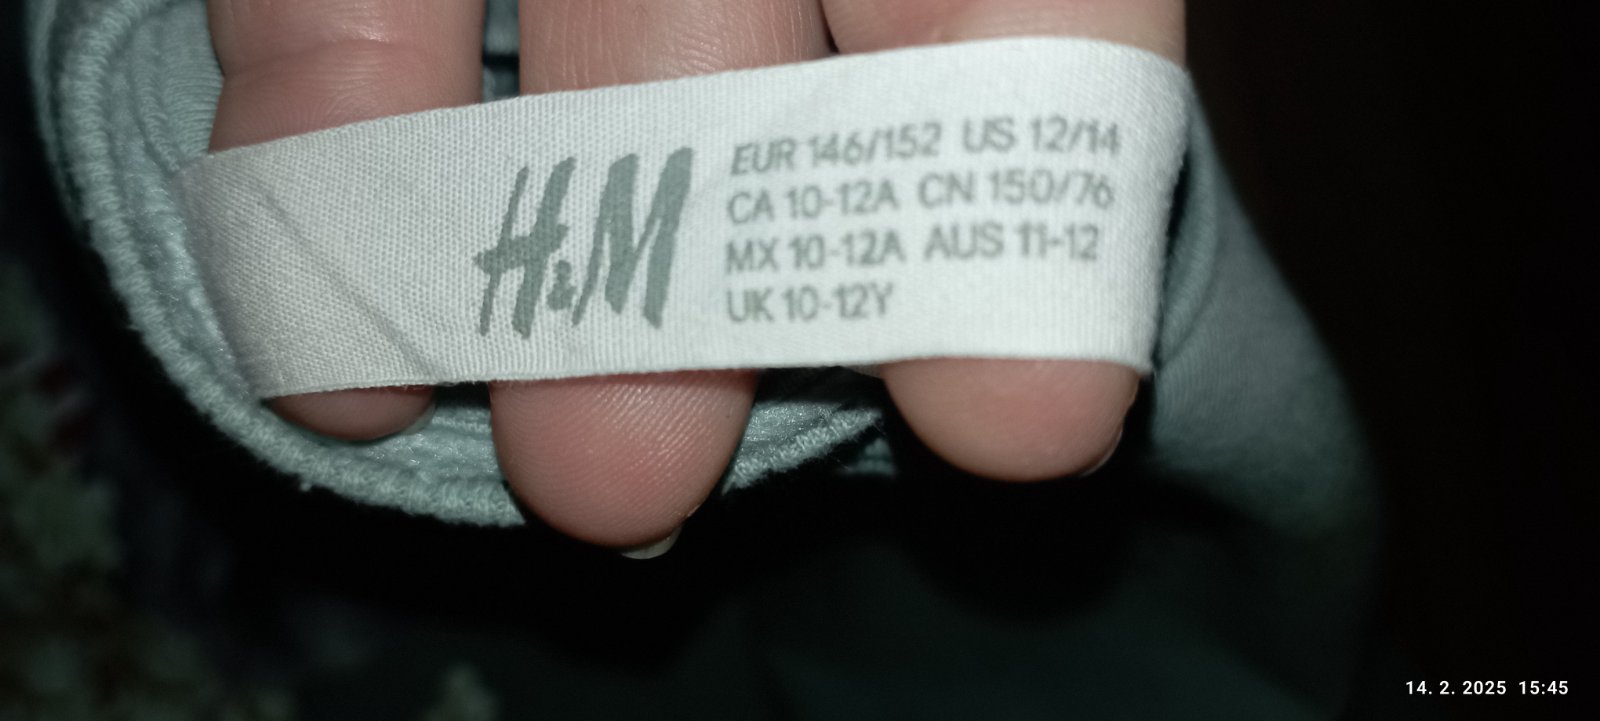 H&M
EUR 146/152 US 12/14
CA 10-12A CN 150/76
MX 10-12A AUS 11-12
UK 10-12Y
14. 2. 2025 15:45